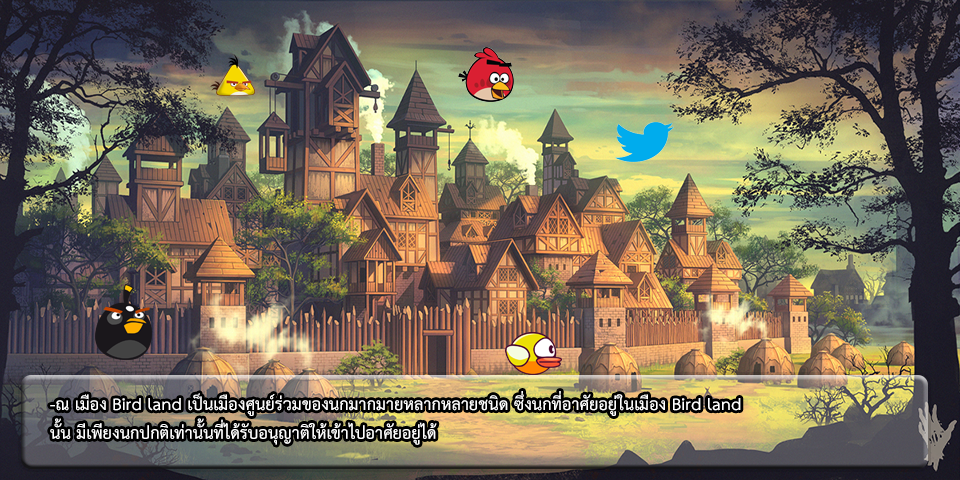 -ณ เมือง Bird land เป็นเมืองศูนย์ร่วมของนกมากมายหลากหลายชนิด ซึ่งนกที่อาศัยอยู่ในเมือง Bird land
นั้น มีเพียงนกปกติเท่านั้นที่ได้รับอนุญาติให้เข้าไปอาศัยอยู่ได้